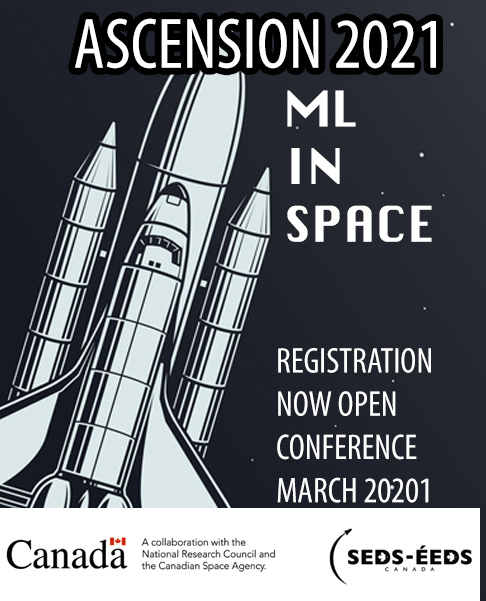 ASCENSION 2021
ML
IN
SPACE
REGISTRATION
NOW OPEN
CONFERENCE
MARCH 20201
Canada
A collaboration with the
National Research Council and
the Canadian Space Agency.
SEDS-ÉEDS
CANADA